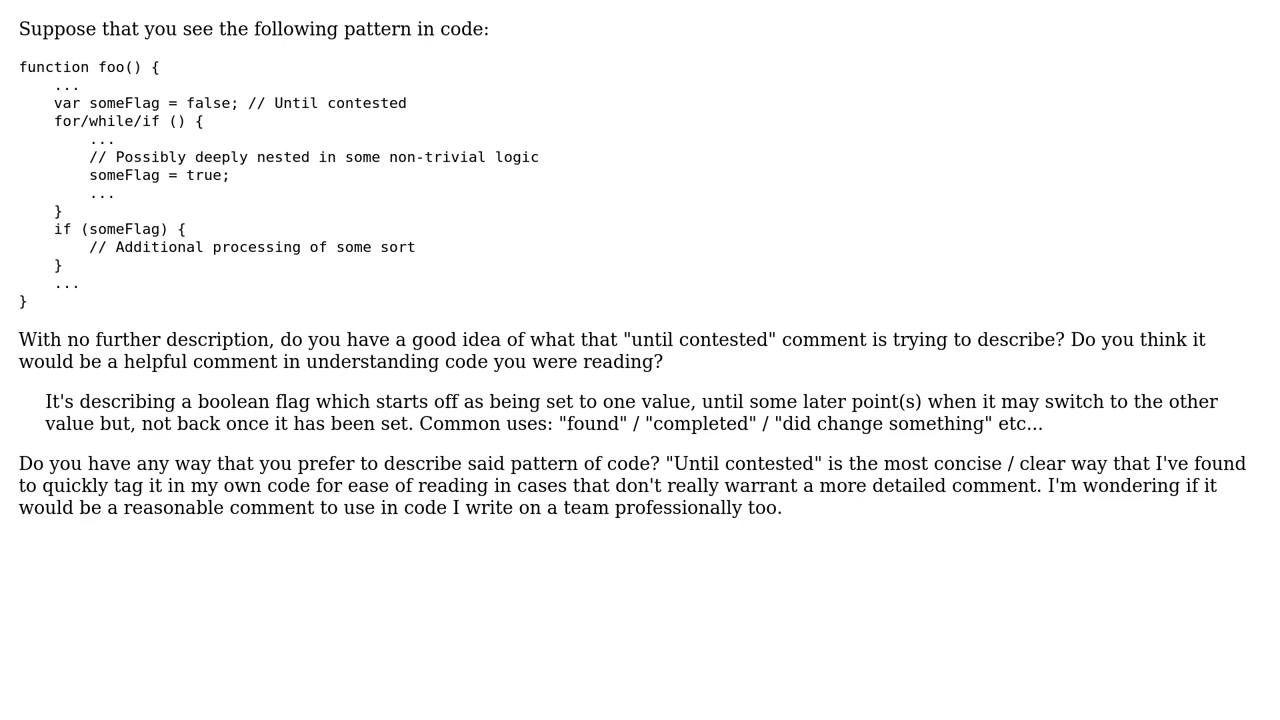 Suppose that you see the following pattern in code:
function foo() {
    ...
    var someFlag = false; // Until contested
    for/while/if () {
        ...
        // Possibly deeply nested in some non-trivial logic
        someFlag = true;
        ...
    }
    if (someFlag) {
        // Additional processing of some sort
    }
    ...
}
With no further description, do you have a good idea of what that "until contested" comment is trying to describe? Do you think it
would be a helpful comment in understanding code you were reading?
It's describing a boolean flag which starts off as being set to one value, until some later point(s) when it may switch to the other
value but, not back once it has been set. Common uses: "found" / "completed" / "did change something" etc...
Do you have any way that you prefer to describe said pattern of code? "Until contested" is the most concise / clear way that I've found
to quickly tag it in my own code for ease of reading in cases that don't really warrant a more detailed comment. I'm wondering if it
would be a reasonable comment to use in code I write on a team professionally too.